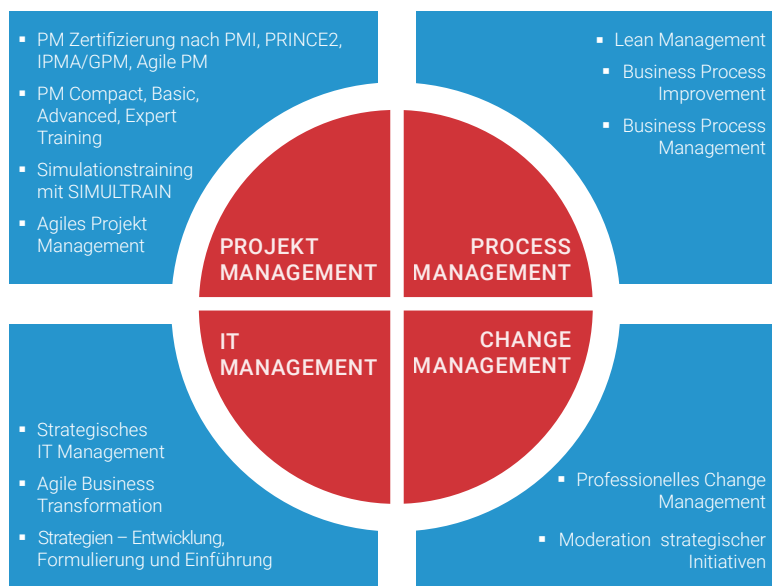 PM Zertifizierung nach PMI, PRINCE2,
IPMA/GPM, Agile PM
PM Compact, Basic,
Advanced, Expert
Training
Simulationstraining
mit SIMULTRAIN
Agiles Projekt
Management
PROJEKT
MANAGEMENT
Lean Management
Business Process
Improvement
Business Process
Management
PROCESS
MANAGEMENT
IT
MANAGEMENT
Strategisches
IT Management
Agile Business
Transformation
Strategien – Entwicklung,
Formulierung und Einführung
CHANGE
MANAGEMENT
Professionelles Change
Management
Moderation strategischer
Initiativen